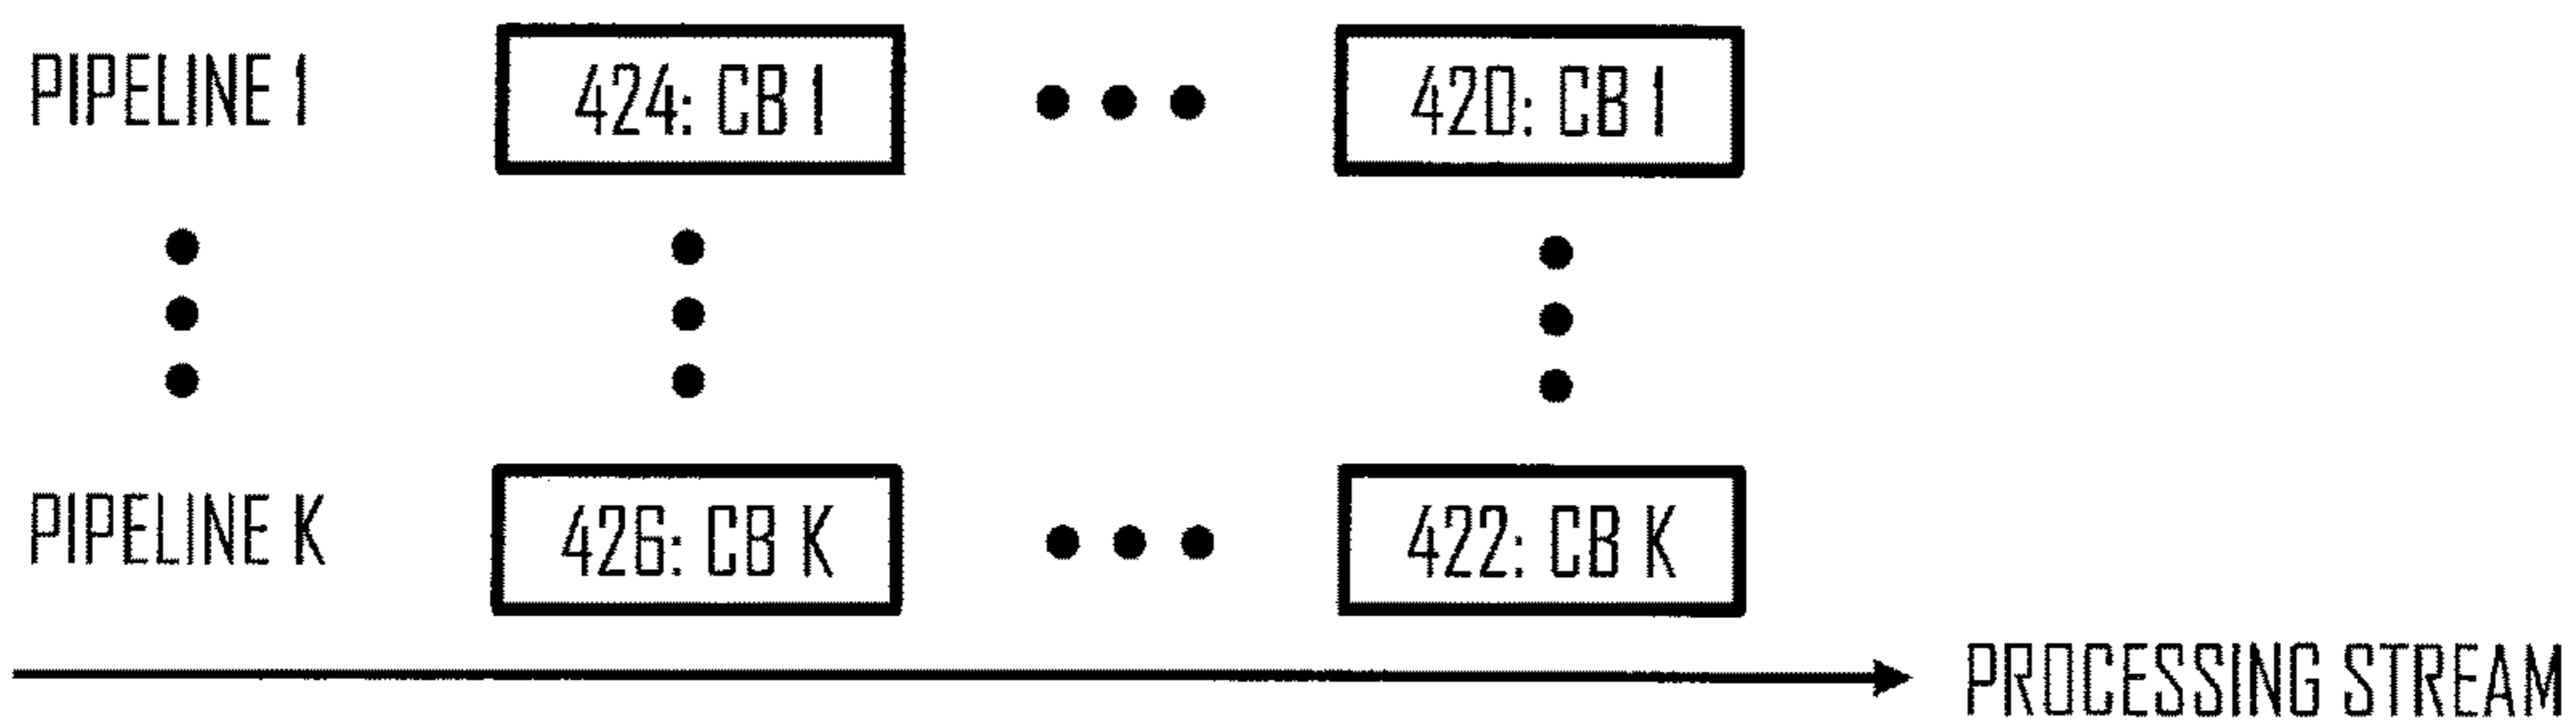 PIPELINE 1 424: CB 1 420: CB 1
PIPELINE K 426: CB K 422: CB K
PROCESSING STREAM